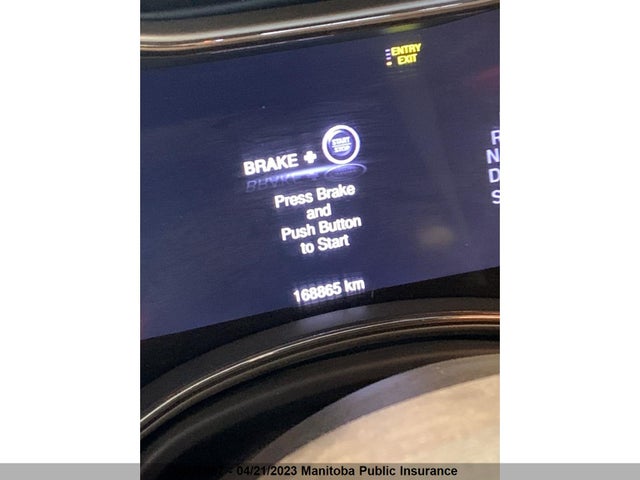 ENTRY
EXIT
BRAKE + START
STOP
Press Brake
and
Push Button
to Start
168865 km
N
D
S
- 04/21/2023 Manitoba Public Insurance